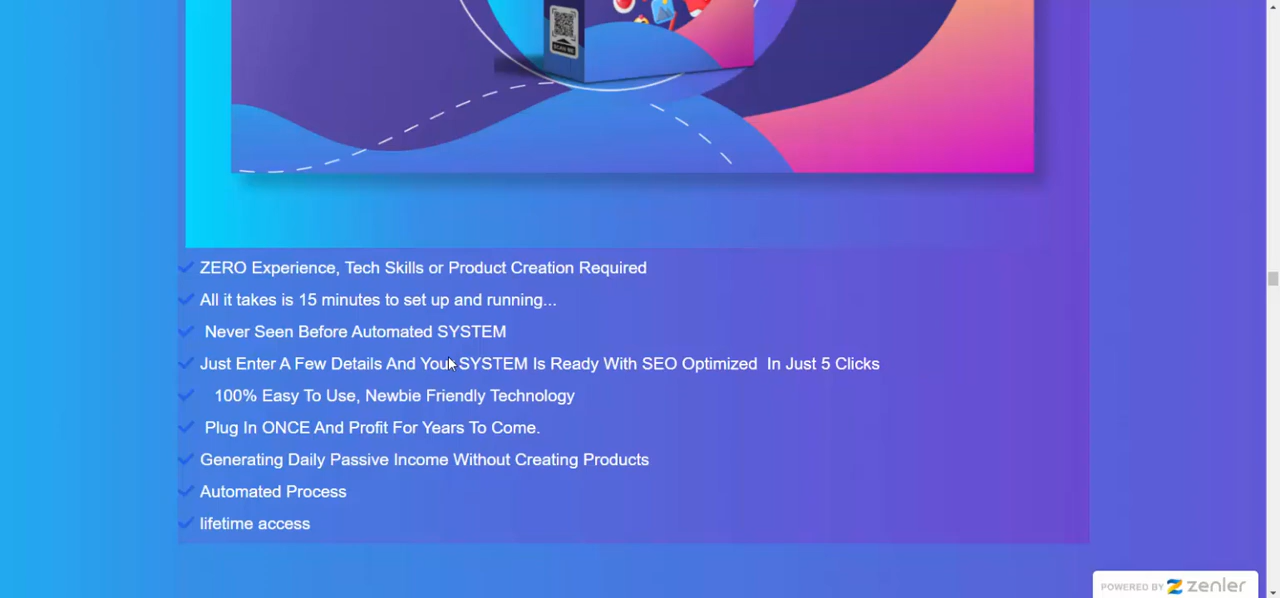 SCAN ME
ZERO Experience, Tech Skills or Product Creation Required
All it takes is 15 minutes to set up and running...
Never Seen Before Automated SYSTEM
Just Enter A Few Details And Your SYSTEM Is Ready With SEO Optimized In Just 5 Clicks
100% Easy To Use, Newbie Friendly Technology
Plug In ONCE And Profit For Years To Come.
Generating Daily Passive Income Without Creating Products
Automated Process
lifetime access
POWERED BY zenler